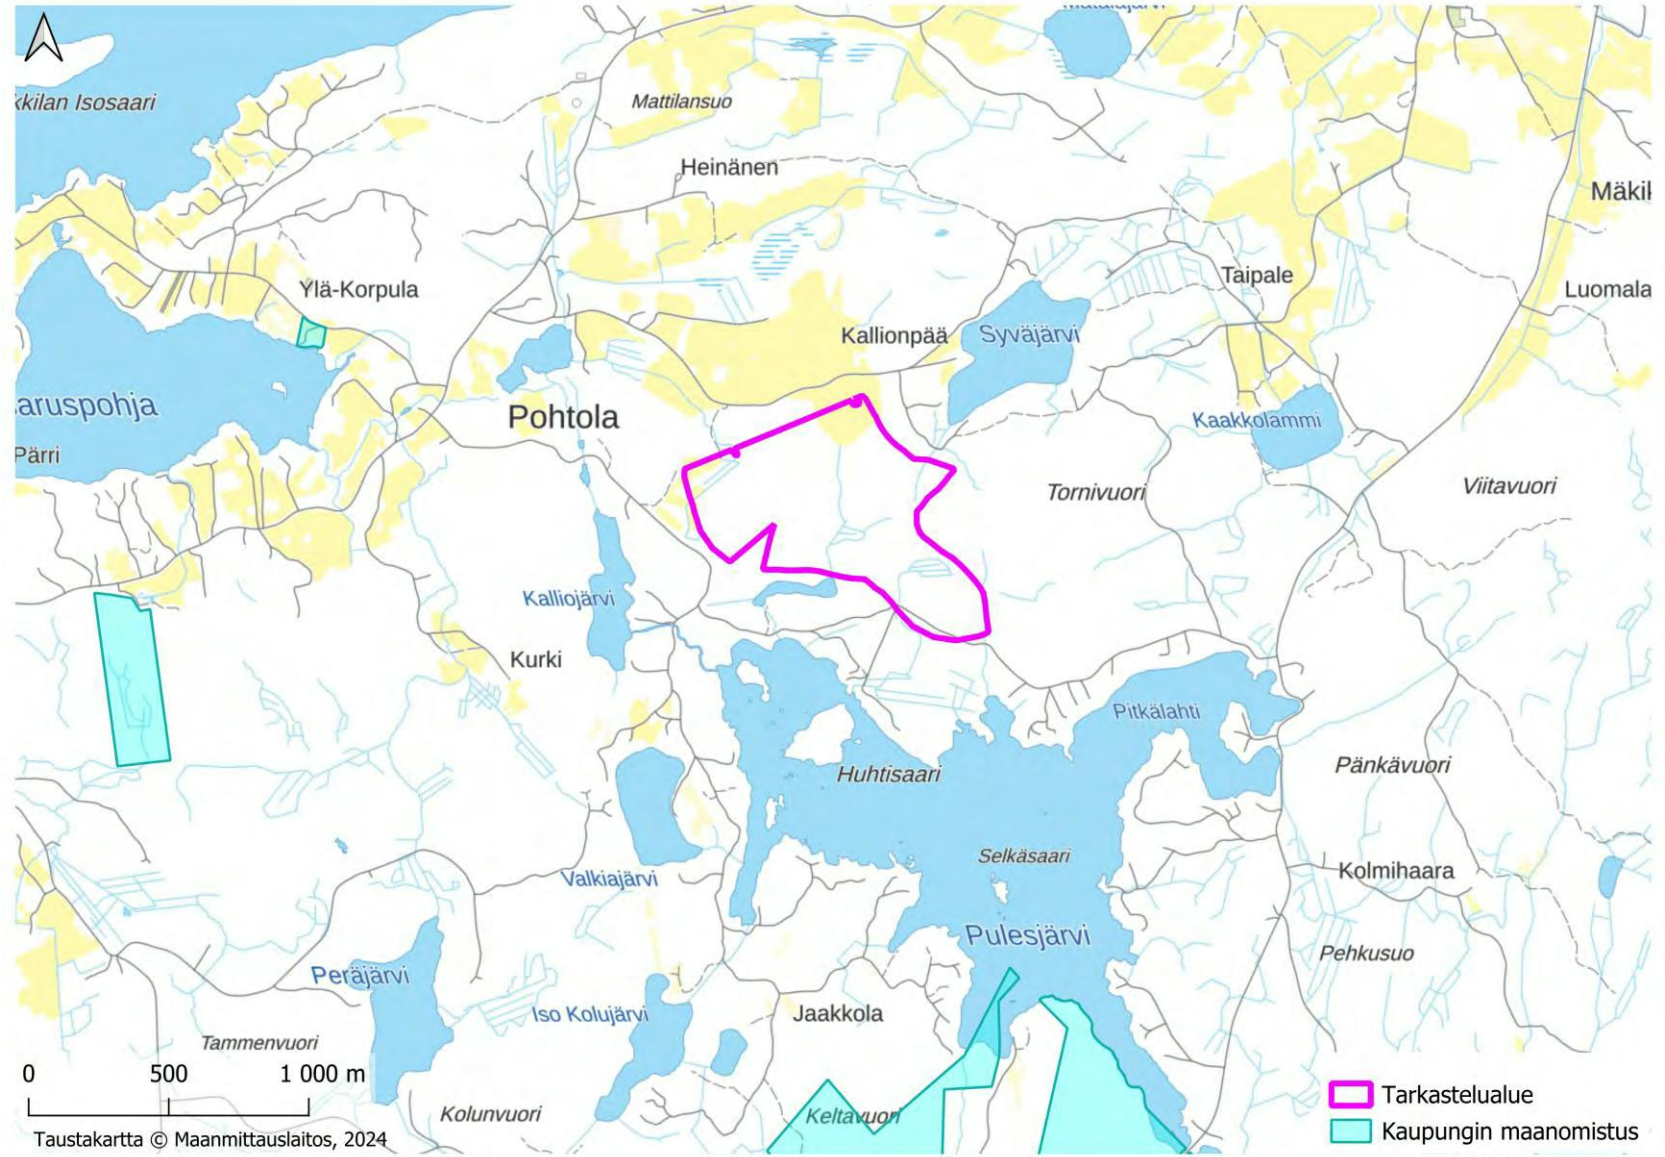 Matalajärvi
kkilan Isosaari
Mattilansuo
Heinänen
Mäkil
Taipale
Ylä-Korpula
Luomala
Kallionpää
Syväjärvi
aruspohja
Pohtola
Kaakkolammi
Pärri
Tornivuori
Viitavuori
Kalliojärvi
Kurki
Pitkälahti
Huhtisaari
Pänkävuori
Selkäsaari
Kolmihaara
Valkiajärvi
Pulesjärvi
Pehkusuo
Peräjärvi
Iso Kolujärvi
Jaakkola
Tammenvuori
0 500 1 000 m
Kolunvuori
Keltavuori
Taustakartta © Maanmittauslaitos, 2024
Tarkastelualue
Kaupungin maanomistus